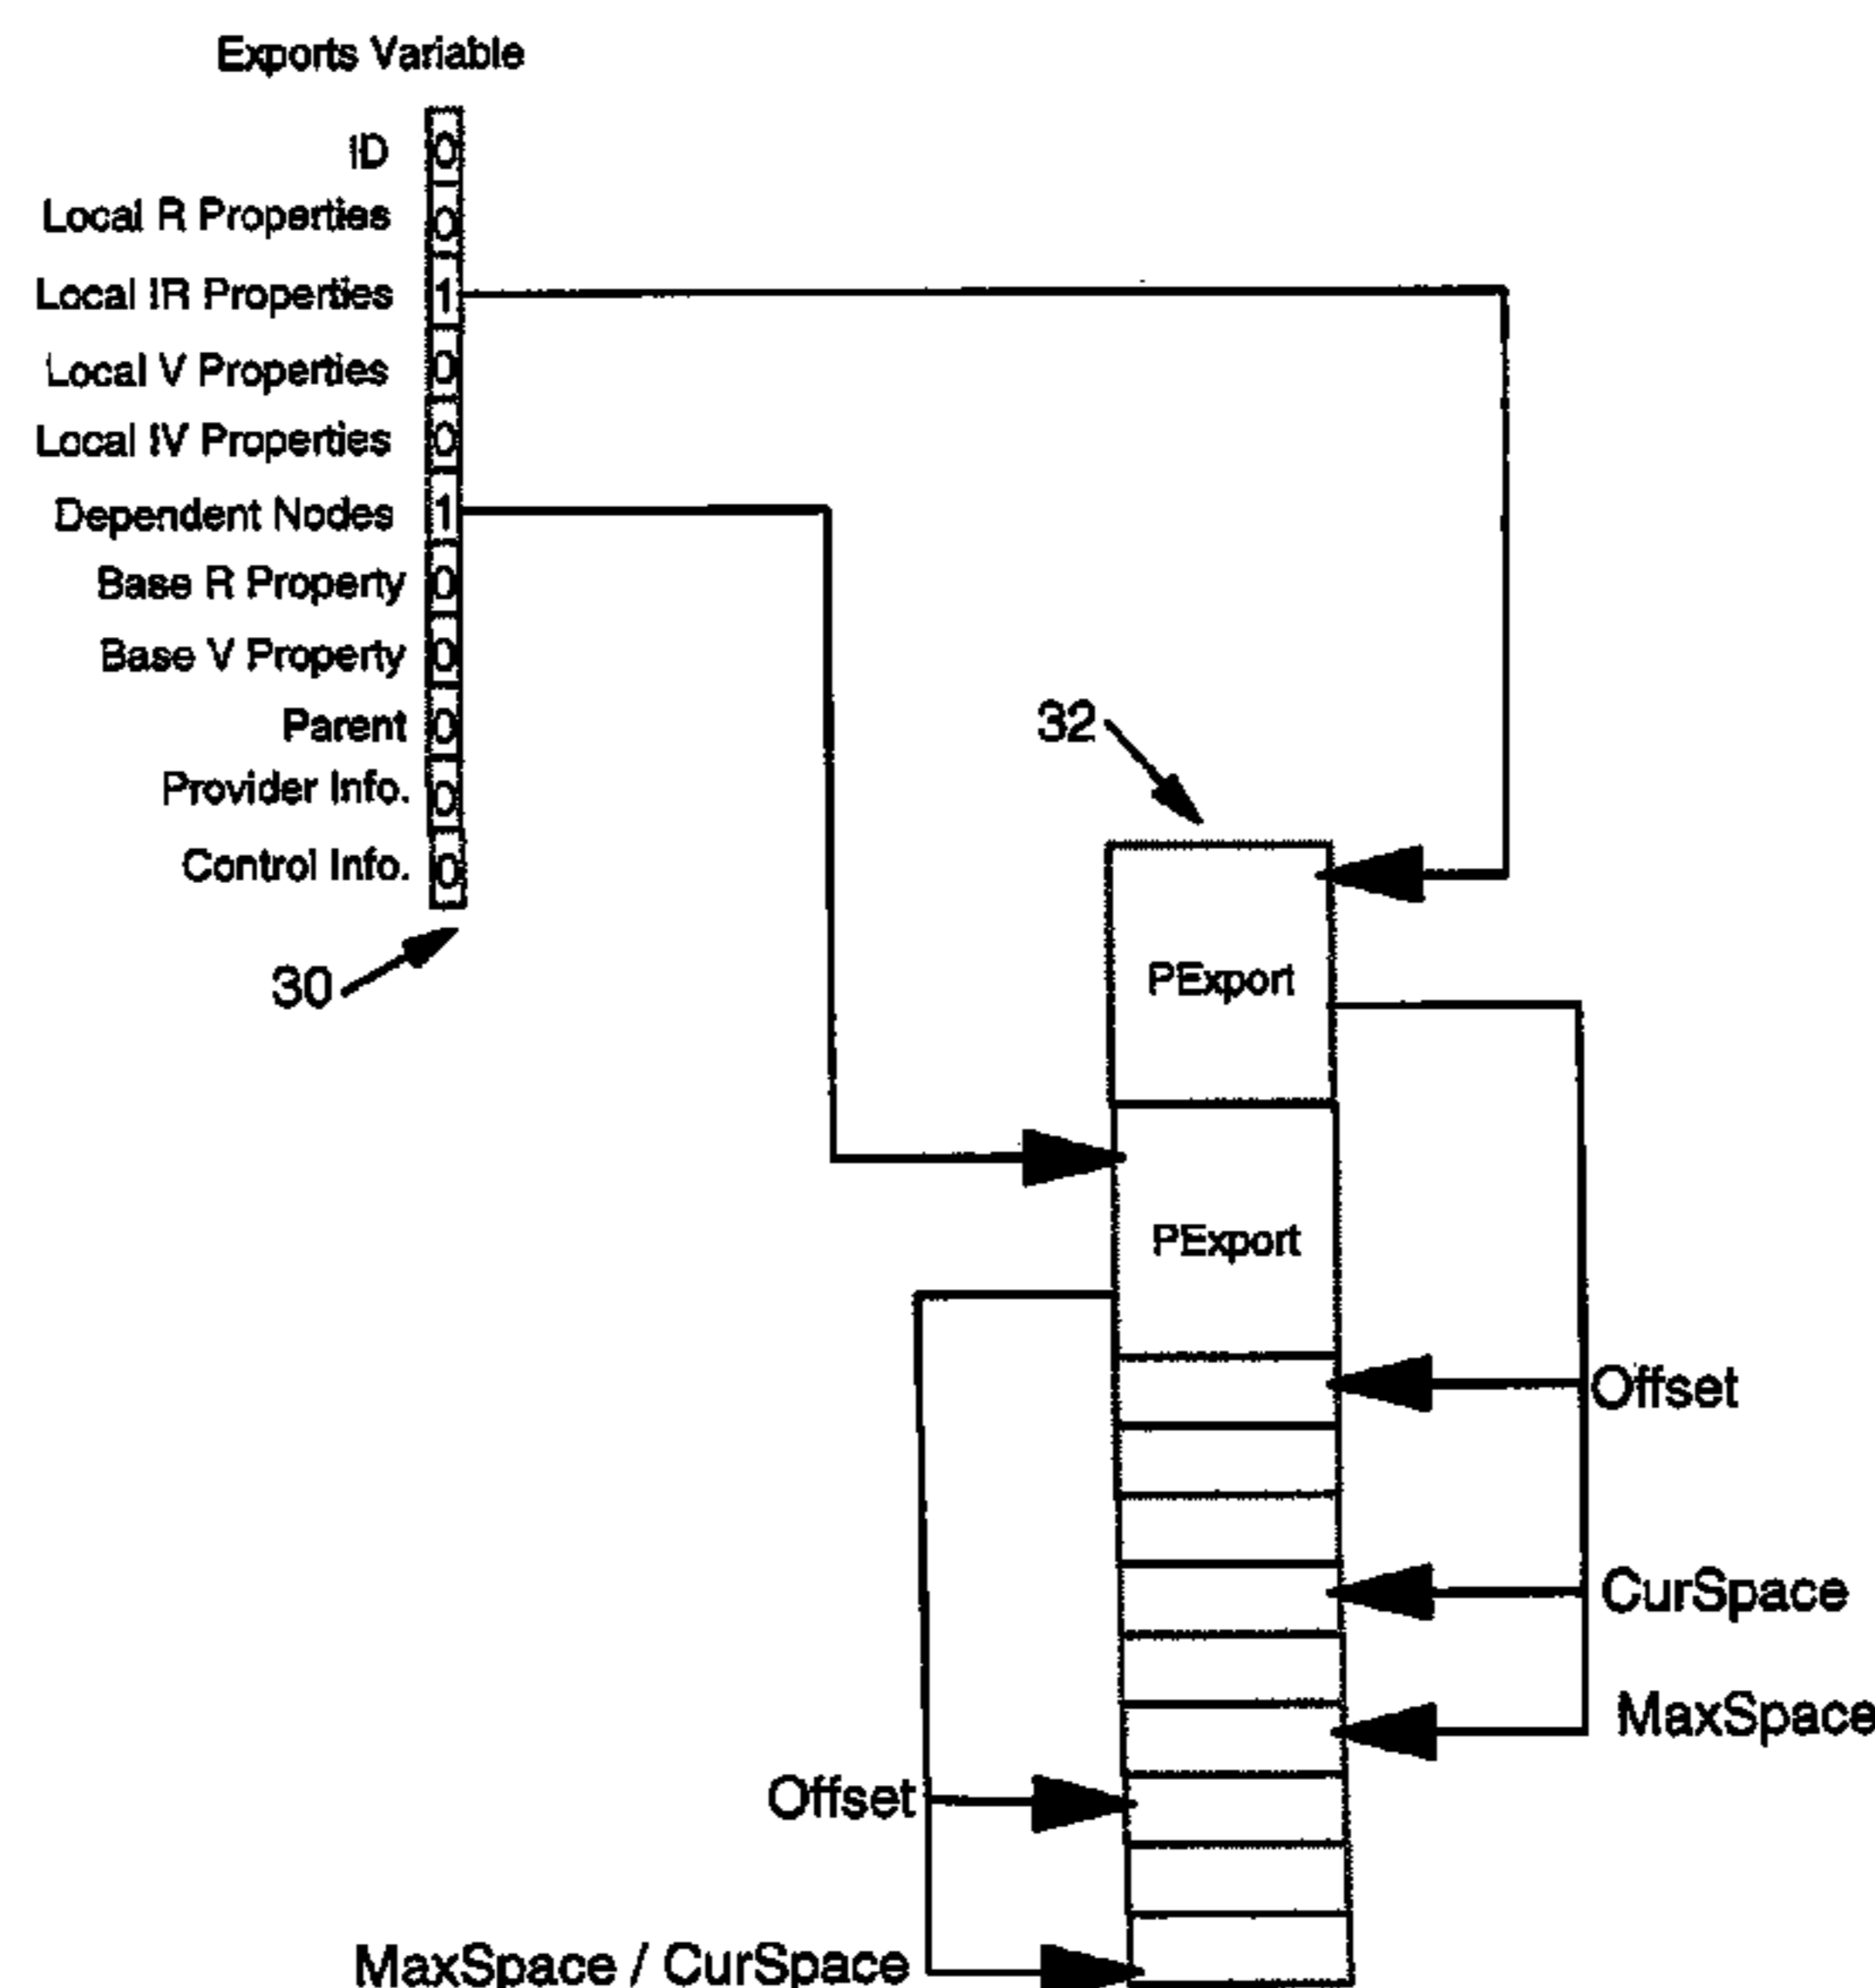 Exports Variable
ID 0
Local R Properties 0
Local IR Properties 1
Local V Properties 0
Local IV Properties 0
Dependent Nodes 1
Base R Property 0
Base V Property 0
Parent 0
Provider Info. 0
Control Info. 0
30
32
PExport
PExport
Offset
CurSpace
MaxSpace
Offset
MaxSpace / CurSpace